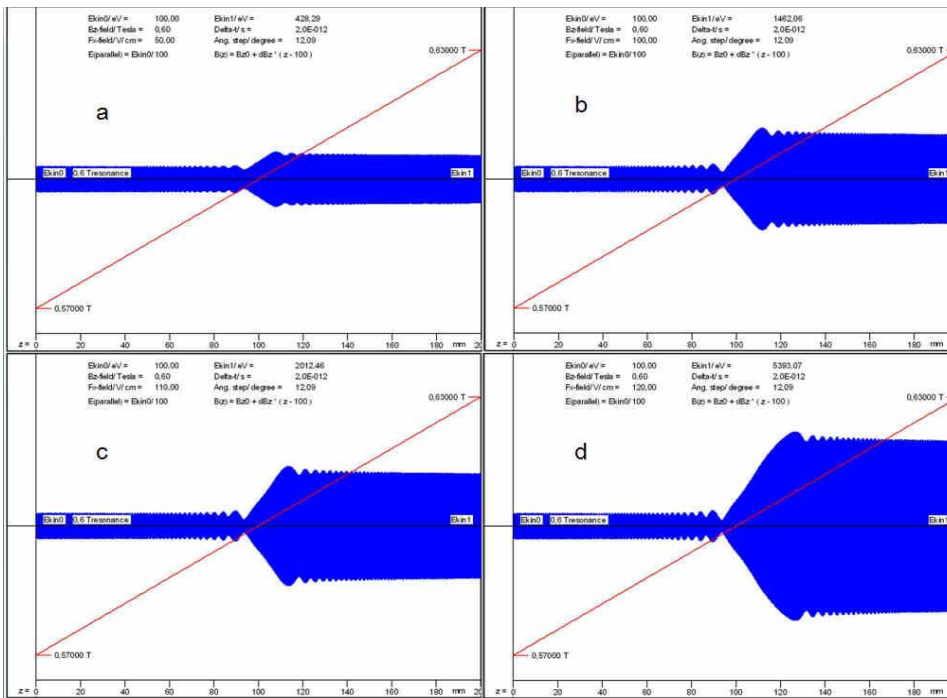 Ekin0/eV = 100,00 Ekin1/eV = 428.29
Bz-field/Tesla = 0,60 Delta-t/s = 2,0E-012
Fx-field/V/cm = 50,00 Ang. step/degree = 12,09
E(parallel) = Ekin0/100 B(z) = Bz0 + dBz * ( z - 100 )
0,63000 T
a
Ekin0 0,6 Tresonance Ekin1
0,57000 T
z = 0 20 40 60 80 100 120 140 160 mm 20
Ekin0/eV = 100,00 Ekin1/eV = 1462.06
Bz-field/Tesla = 0,60 Delta-t/s = 2,0E-012
Fx-field/V/cm = 100,00 Ang. step/degree = 12,09
E(parallel) = Ekin0/100 B(z) = Bz0 + dBz * ( z - 100 )
0,63000 T
b
Ekin0 0,6 Tresonance Ekin1
0,57000 T
z = 0 20 40 60 80 100 120 140 160 mm
Ekin0/eV = 100,00 Ekin1/eV = 2012.46
Bz-field/Tesla = 0,60 Delta-t/s = 2,0E-012
Fx-field/V/cm = 110,00 Ang. step/degree = 12,09
E(parallel) = Ekin0/100 B(z) = Bz0 + dBz * ( z - 100 )
0,63000 T
c
Ekin0 0,6 Tresonance Ekin1
0,57000 T
z = 0 20 40 60 80 100 120 140 160 mm 20
Ekin0/eV = 100,00 Ekin1/eV = 5393.07
Bz-field/Tesla = 0,60 Delta-t/s = 2,0E-012
Fx-field/V/cm = 120,00 Ang. step/degree = 12,09
E(parallel) = Ekin0/100 B(z) = Bz0 + dBz * ( z - 100 )
0,63000 T
d
Ekin0 0,6 Tresonance Ekin1
0,57000 T
z = 0 20 40 60 80 100 120 140 160 mm